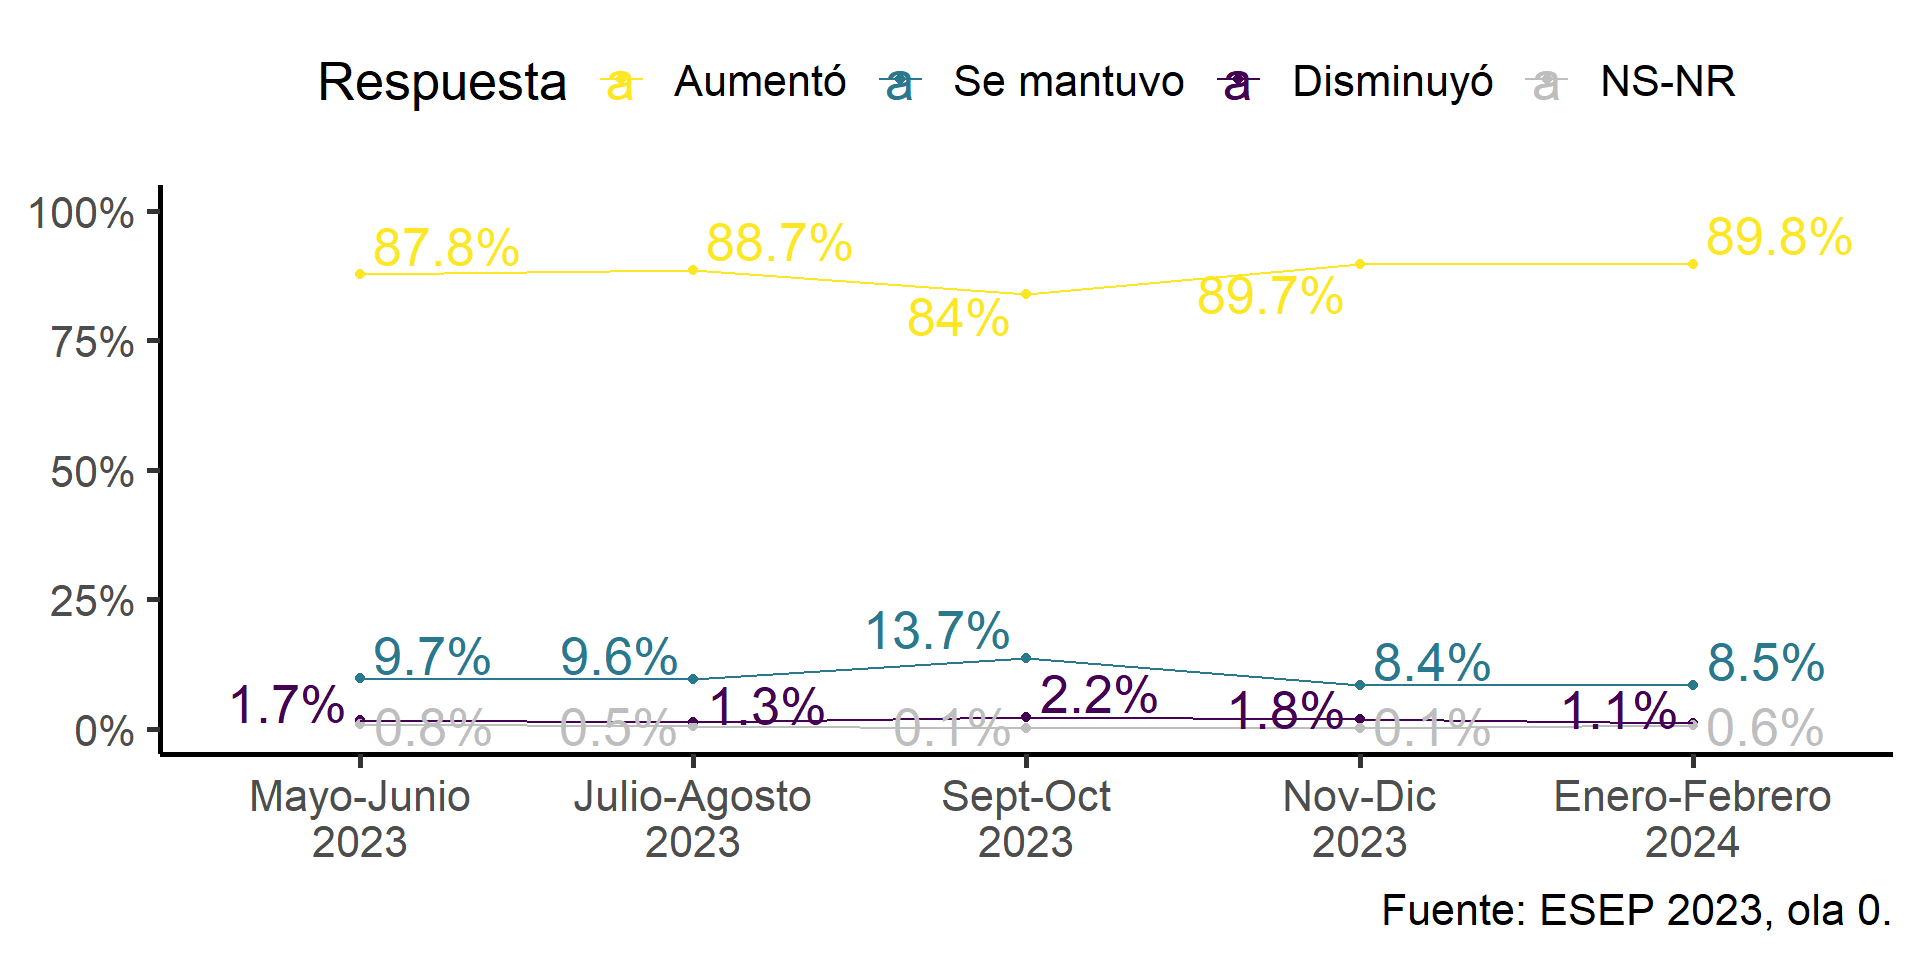 Respuesta a Aumentó a Se mantuvo a Disminuyó a NS-NR
100%
75%
50%
25%
0%
87.8% 88.7% 84% 89.7% 89.8%
9.7% 9.6% 13.7% 8.4% 8.5%
1.7% 1.3% 2.2% 1.8% 1.1%
0.8% 0.5% 0.1% 0.1% 0.6%
Mayo-Junio Julio-Agosto Sept-Oct Nov-Dic Enero-Febrero
2023 2023 2023 2023 2024
Fuente: ESEP 2023, ola 0.